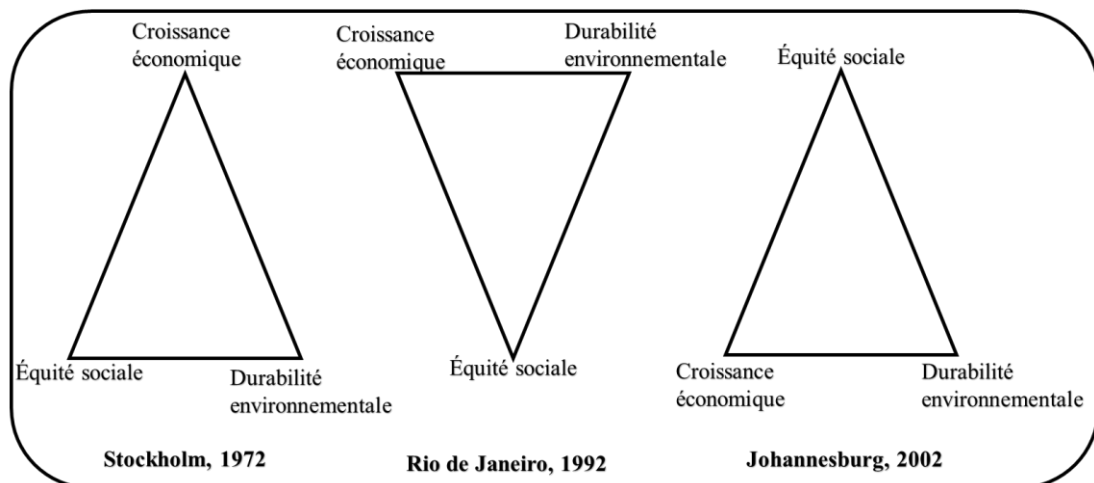 Croissance
économique
Équité sociale
Durabilité
environnementale
Stockholm, 1972
Croissance
économique
Durabilité
environnementale
Équité sociale
Rio de Janeiro, 1992
Équité sociale
Croissance
économique
Durabilité
environnementale
Johannesburg, 2002